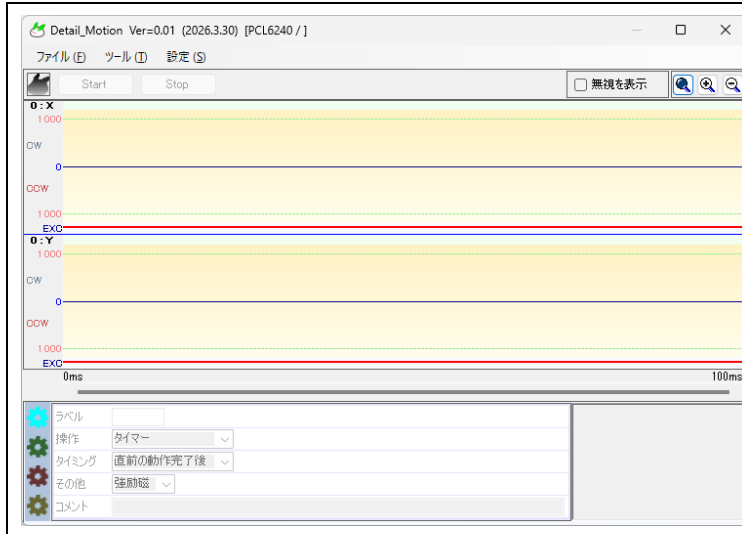 Detail_Motion Ver=0.01 (2026.3.30) [PCL6240 / ]
ファイル(F) ツール(T) 設定(S)
Start Stop 無視を表示
0:X
1000
CW
0
CCW
1000
EXC
0:Y
1000
CW
0
CCW
1000
EXC
0ms 100ms
ラベル
操作 タイマー
タイミング 直前の動作完了後
その他 強励磁
コメント